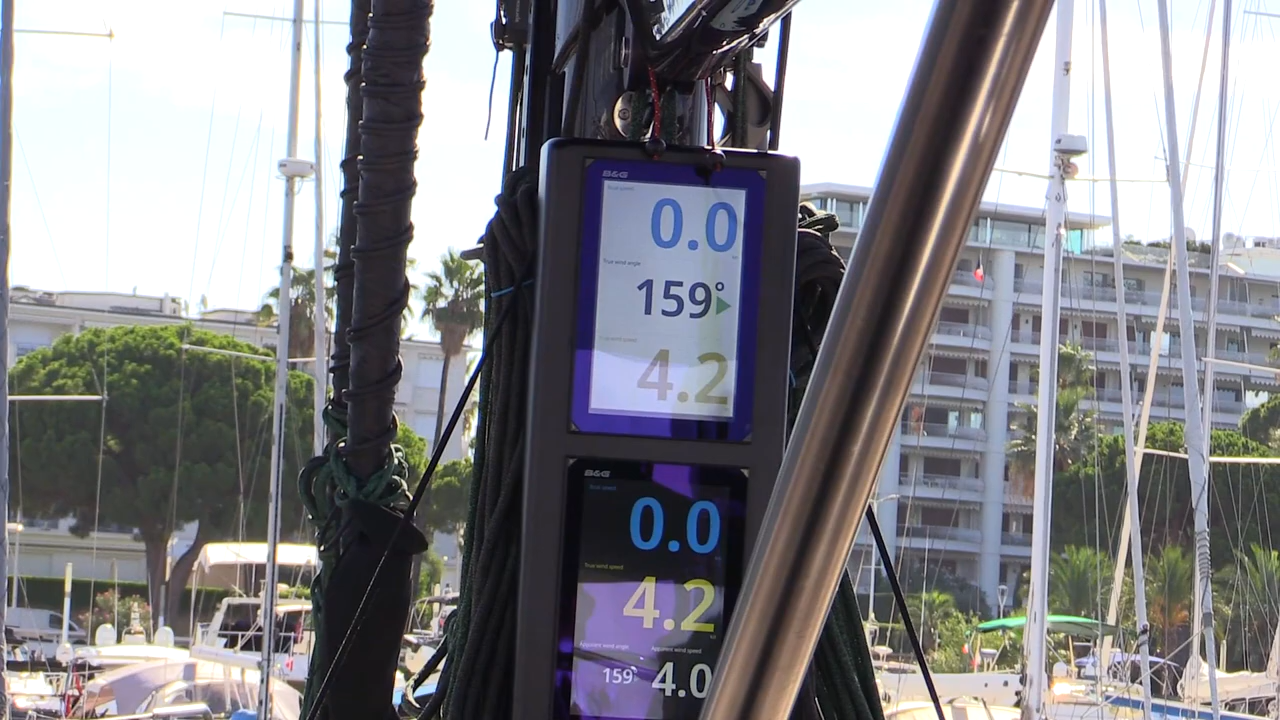 B&G
0.0
True wind angle
159°
4.2
B&G
0.0
True wind speed
4.2
Apparent wind angle Apparent wind speed
159° 4.0